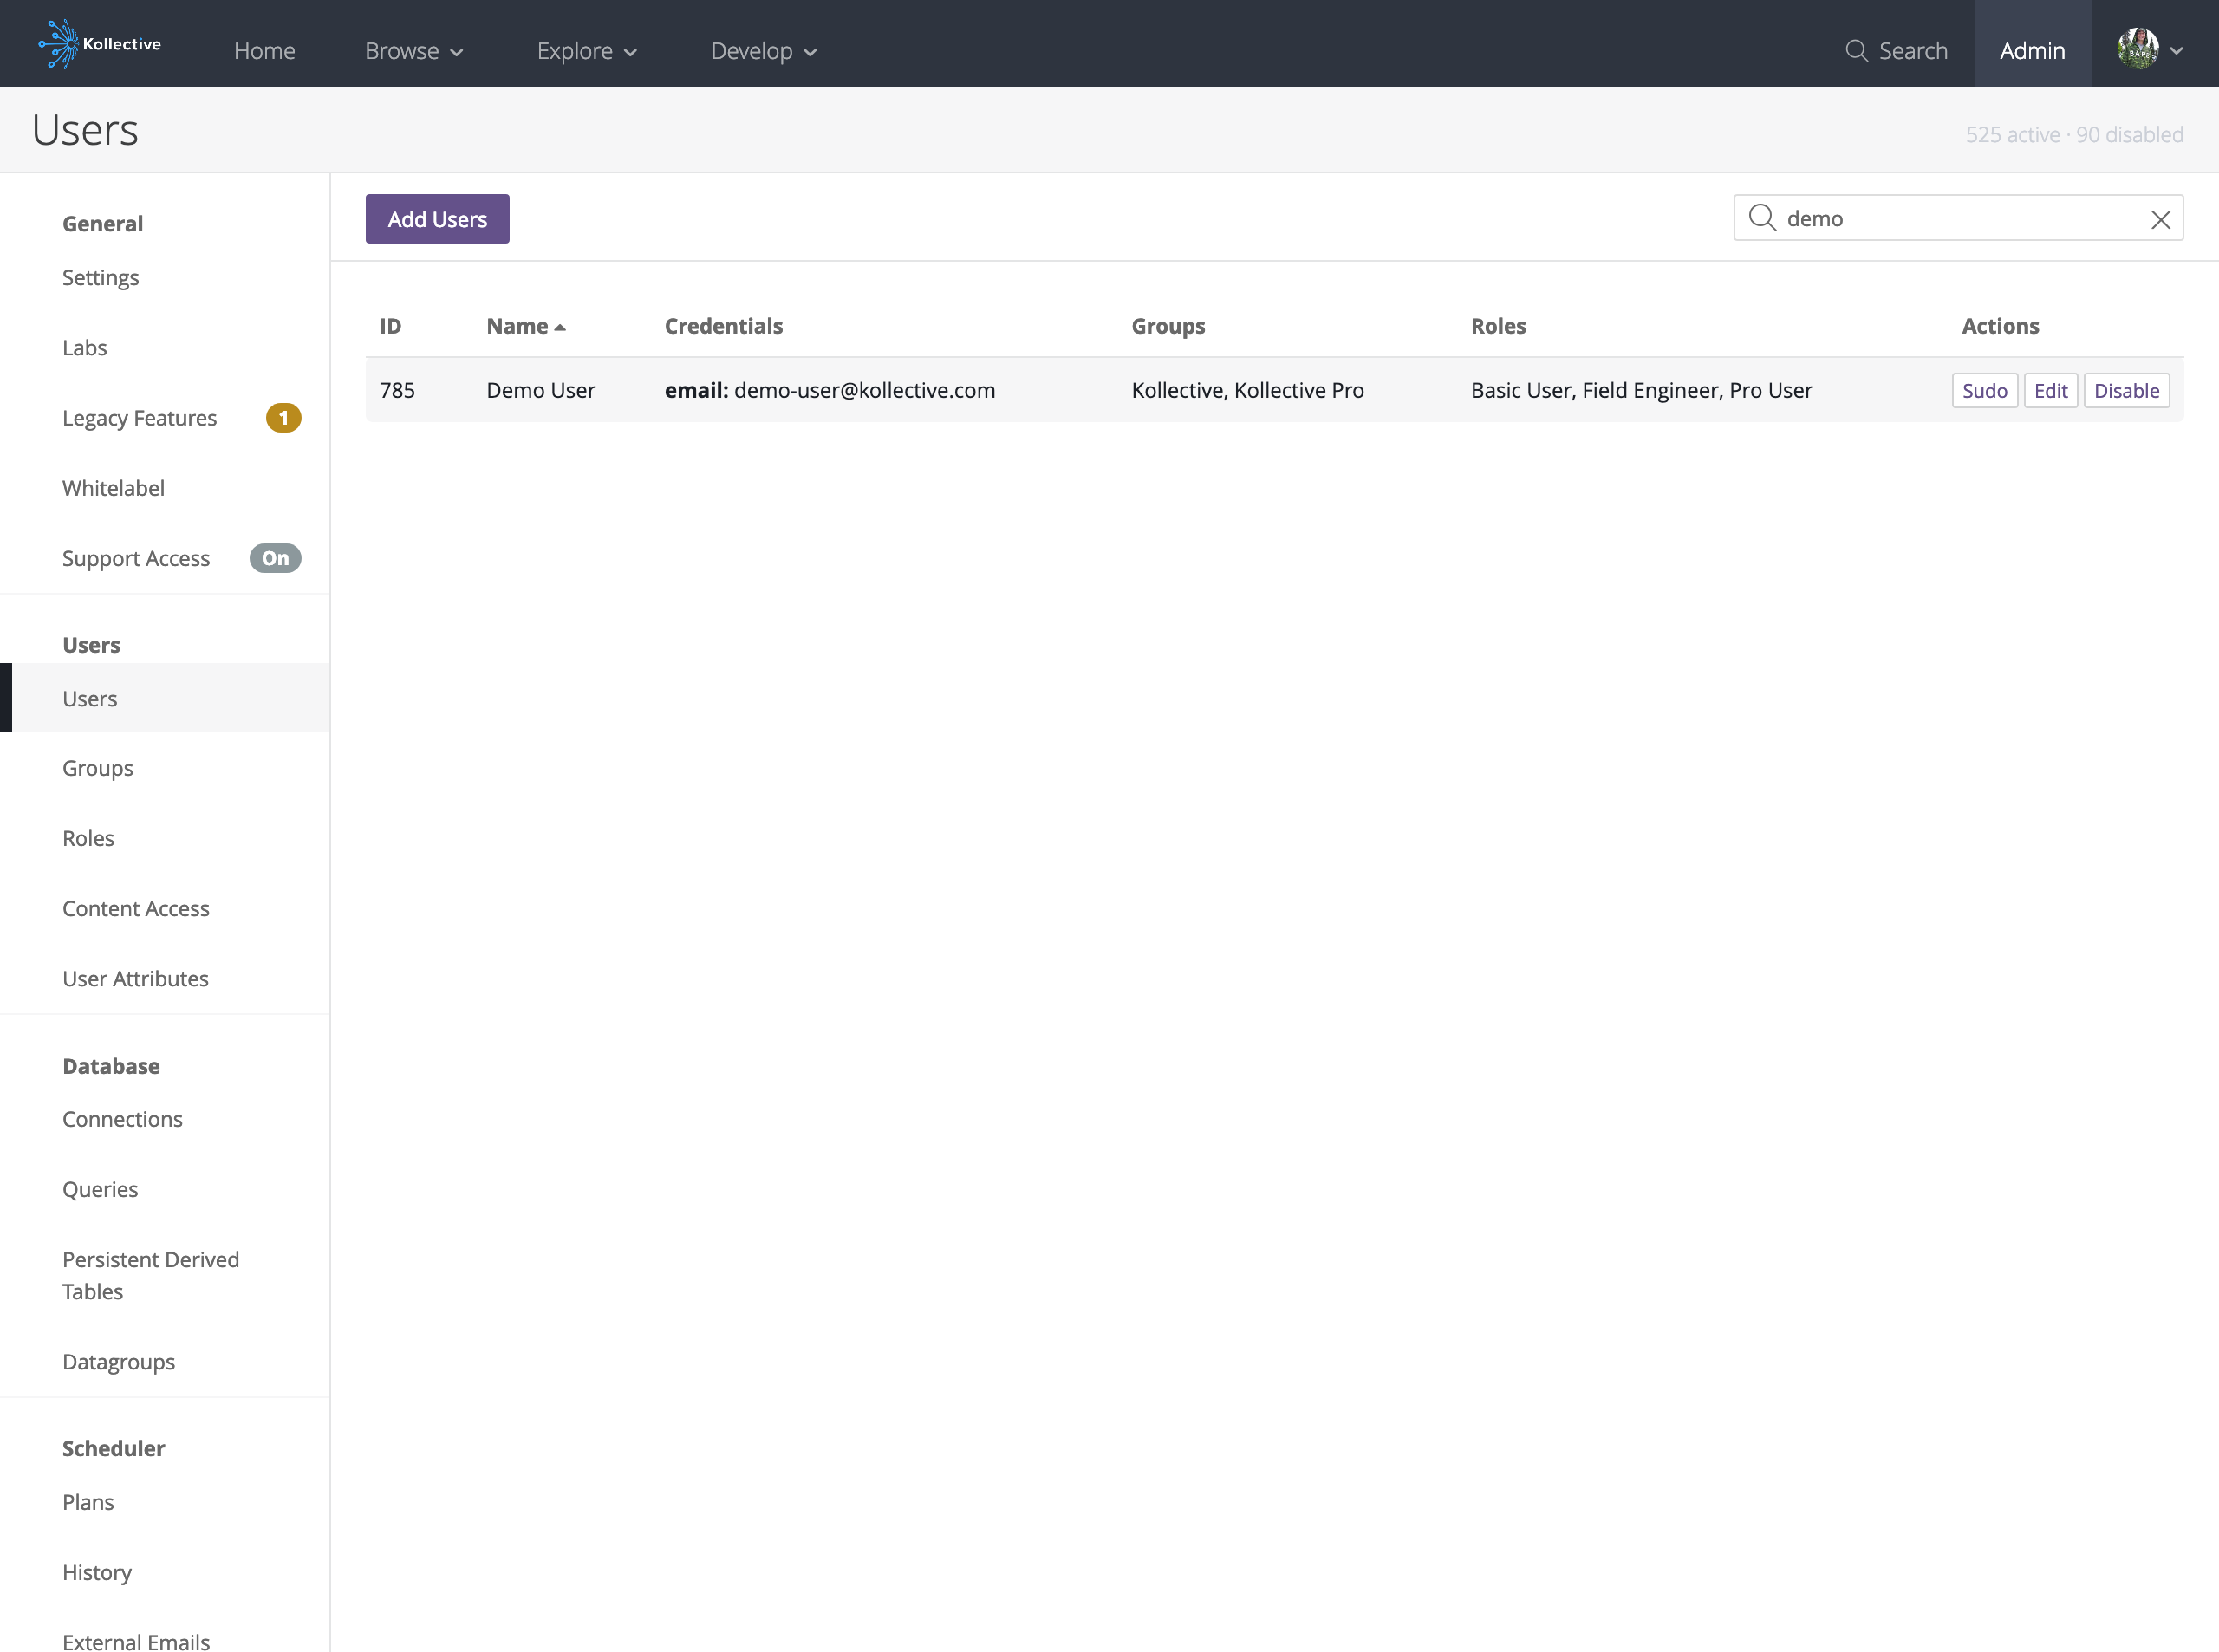 Kollective
Home
Browse
Explore
Develop
Search
Admin
Users
525 active · 90 disabled
General
Settings
Labs
Legacy Features 1
Whitelabel
Support Access On
Users
Users
Groups
Roles
Content Access
User Attributes
Database
Connections
Queries
Persistent Derived
Tables
Datagroups
Scheduler
Plans
History
External Emails
Add Users
demo
ID Name Credentials Groups Roles Actions
785 Demo User email: demo-user@kollective.com Kollective, Kollective Pro Basic User, Field Engineer, Pro User Sudo Edit Disable